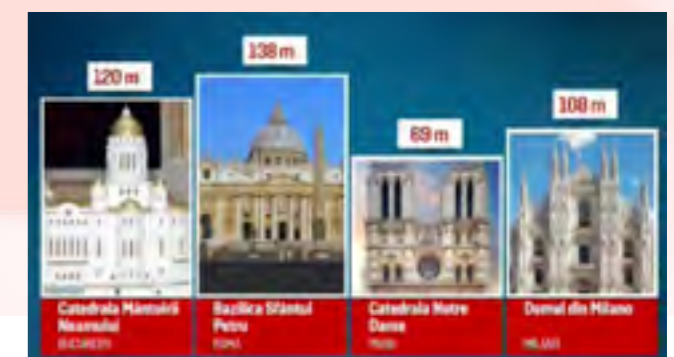 120 m
138 m
69 m
108 m
Catedrala Mântuirii
Neamului
BUCUREȘTI
Bazilica Sfântul
Petru
ROMA
Catedrala Notre
Dame
Domul din Milano
MILANO